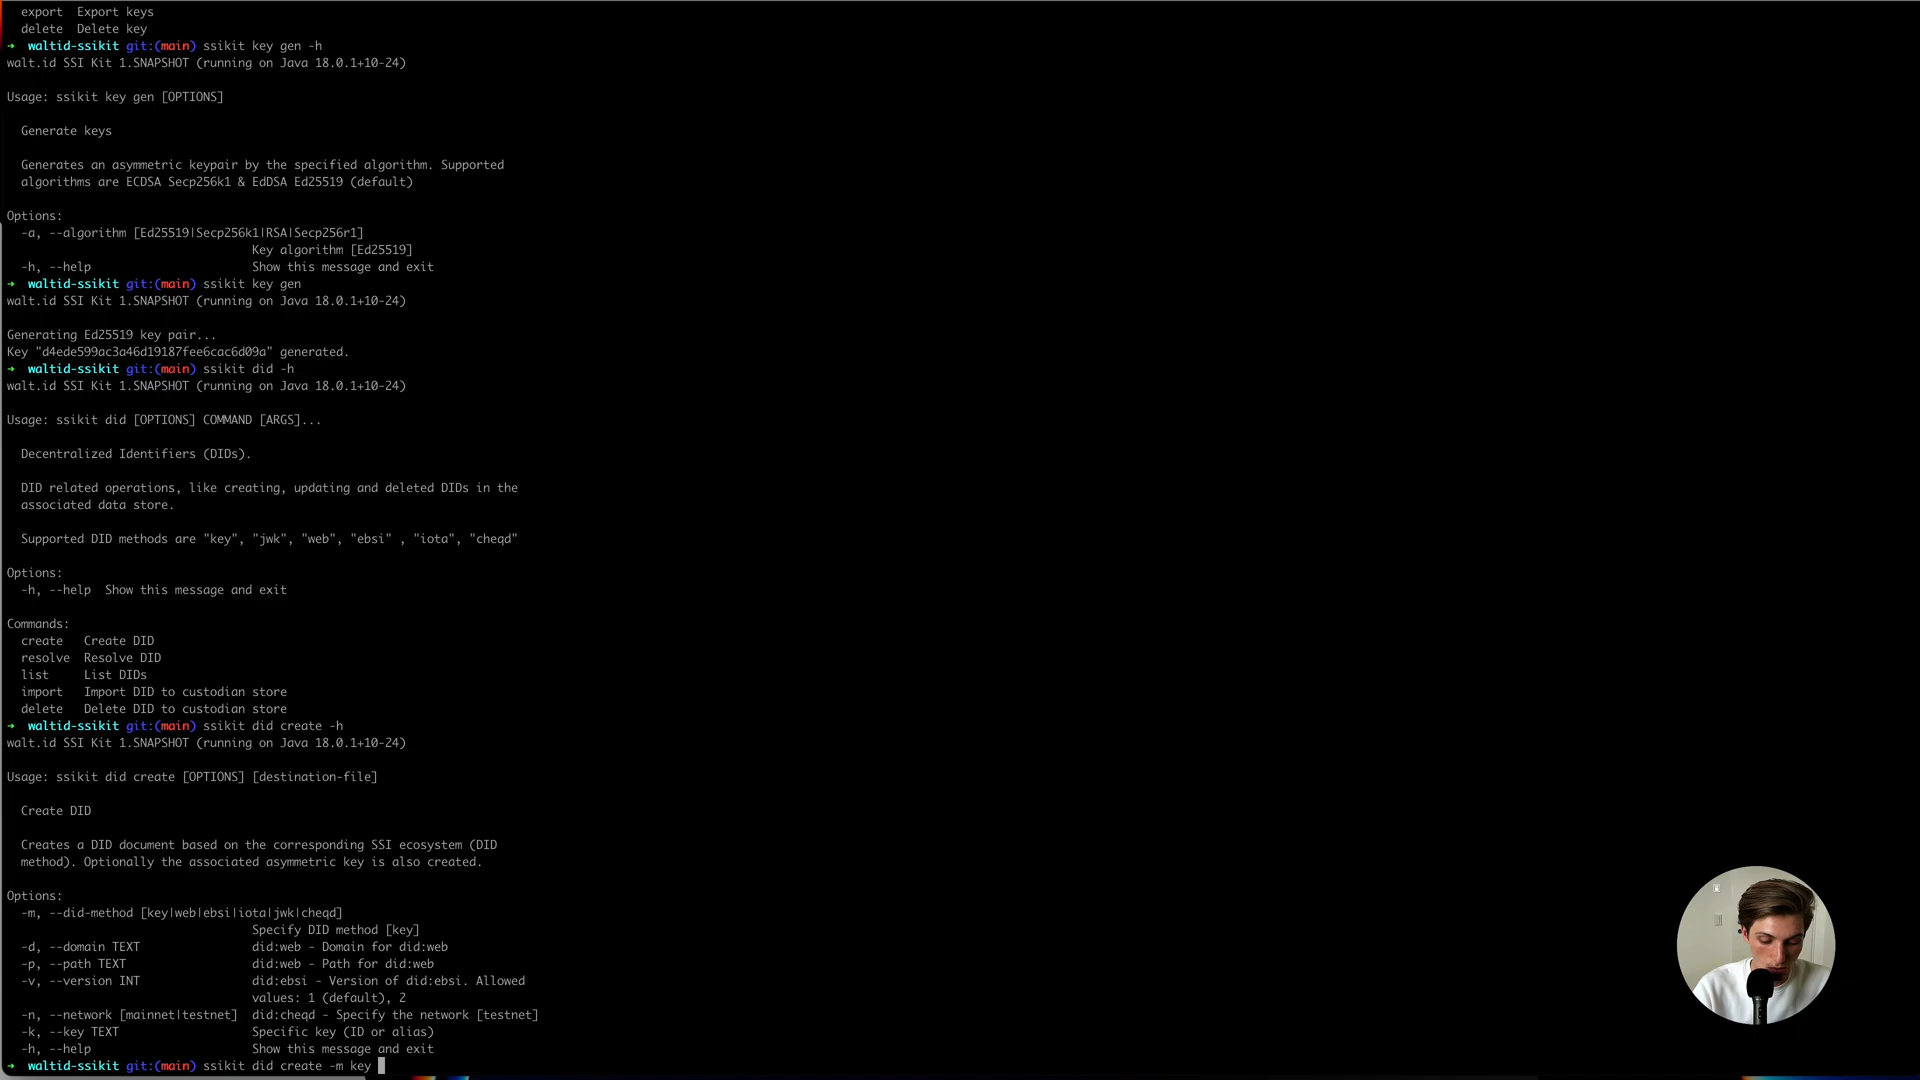 export  Export keys
delete  Delete key
➜  waltid-ssikit git:(main) ssikit key gen -h
walt.id SSI Kit 1.SNAPSHOT (running on Java 18.0.1+10-24)
Usage: ssikit key gen [OPTIONS]
Generate keys
Generates an asymmetric keypair by the specified algorithm. Supported
algorithms are ECDSA Secp256k1 & EdDSA Ed25519 (default)
Options:
-a, --algorithm [Ed25519|Secp256k1|RSA|Secp256r1]
Key algorithm [Ed25519]
-h, --help  Show this message and exit
➜  waltid-ssikit git:(main) ssikit key gen
walt.id SSI Kit 1.SNAPSHOT (running on Java 18.0.1+10-24)
Generating Ed25519 key pair...
Key "d4ede599ac3a46d19187fee6cac6d09a" generated.
➜  waltid-ssikit git:(main) ssikit did -h
walt.id SSI Kit 1.SNAPSHOT (running on Java 18.0.1+10-24)
Usage: ssikit did [OPTIONS] COMMAND [ARGS]...
Decentralized Identifiers (DIDs).
DID related operations, like creating, updating and deleted DIDs in the
associated data store.
Supported DID methods are "key", "jwk", "web", "ebsi" , "iota", "cheqd"
Options:
-h, --help  Show this message and exit
Commands:
create   Create DID
resolve  Resolve DID
list     List DIDs
import   Import DID to custodian store
delete   Delete DID to custodian store
➜  waltid-ssikit git:(main) ssikit did create -h
walt.id SSI Kit 1.SNAPSHOT (running on Java 18.0.1+10-24)
Usage: ssikit did create [OPTIONS] [destination-file]
Create DID
Creates a DID document based on the corresponding SSI ecosystem (DID
method). Optionally the associated asymmetric key is also created.
Options:
-m, --did-method [key|web|ebsi|iota|jwk|cheqd]
Specify DID method [key]
-d, --domain TEXT  did:web - Domain for did:web
-p, --path TEXT  did:web - Path for did:web
-v, --version INT  did:ebsi - Version of did:ebsi. Allowed
values: 1 (default), 2
-n, --network [mainnet|testnet]  did:cheqd - Specify the network [testnet]
-k, --key TEXT  Specific key (ID or alias)
-h, --help  Show this message and exit
➜  waltid-ssikit git:(main) ssikit did create -m key